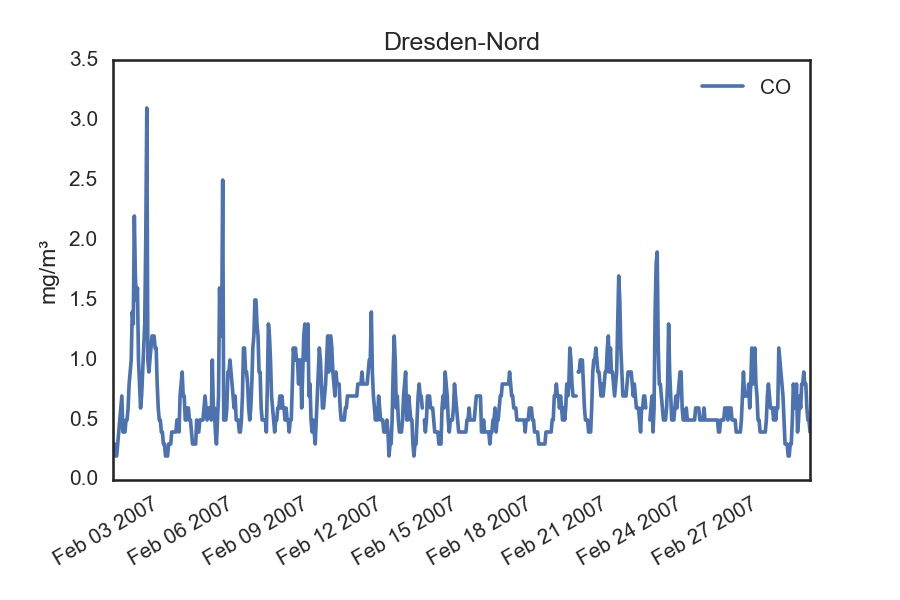 Dresden-Nord
3.5
3.0
2.5
2.0
1.5
1.0
0.5
0.0
mg/m³
CO
Feb 03 2007
Feb 06 2007
Feb 09 2007
Feb 12 2007
Feb 15 2007
Feb 18 2007
Feb 21 2007
Feb 24 2007
Feb 27 2007